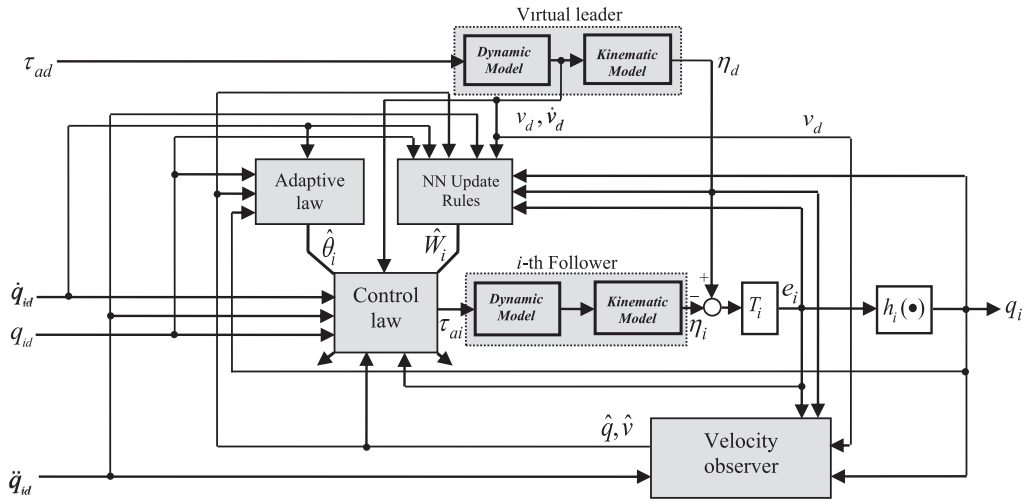 Virtual leader
Dynamic Model
Kinematic Model
τ_ad
η_d
v_d, v̇_d
v_d
Adaptive law
NN Update Rules
θ̂_i
Ŵ_i
i-th Follower
q̇_id
Control law
Dynamic Model
Kinematic Model
+
−
e_i
T_i
h_i(•)
q_i
q_id
τ_ai
η_i
q̂, v̂
Velocity observer
q̈_id